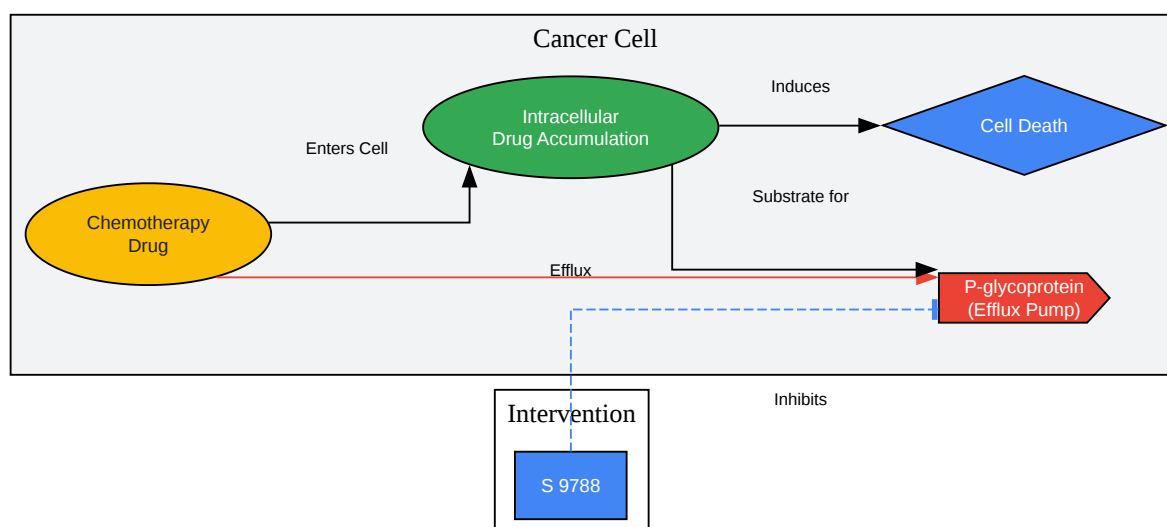 Cancer Cell
Intracellular
Drug Accumulation
Induces
Cell Death
Enters Cell
Substrate for
Chemotherapy
Drug
Efflux
P-glycoprotein
(Efflux Pump)
Inhibits
Intervention
S 9788